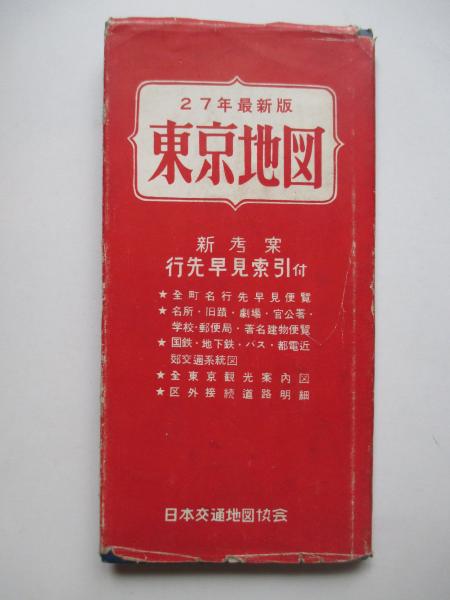 27年最新版
東京地図
新考案
行先早見索引付
★全町名行先早見便覧
★名所・旧蹟・劇場・官公署・
学校・郵便局・著名建物便覧
★国鉄・地下鉄・バス・都電近
郊交通系統図
★全東京観光案内図
★区外接続道路明細
日本交通地図協会